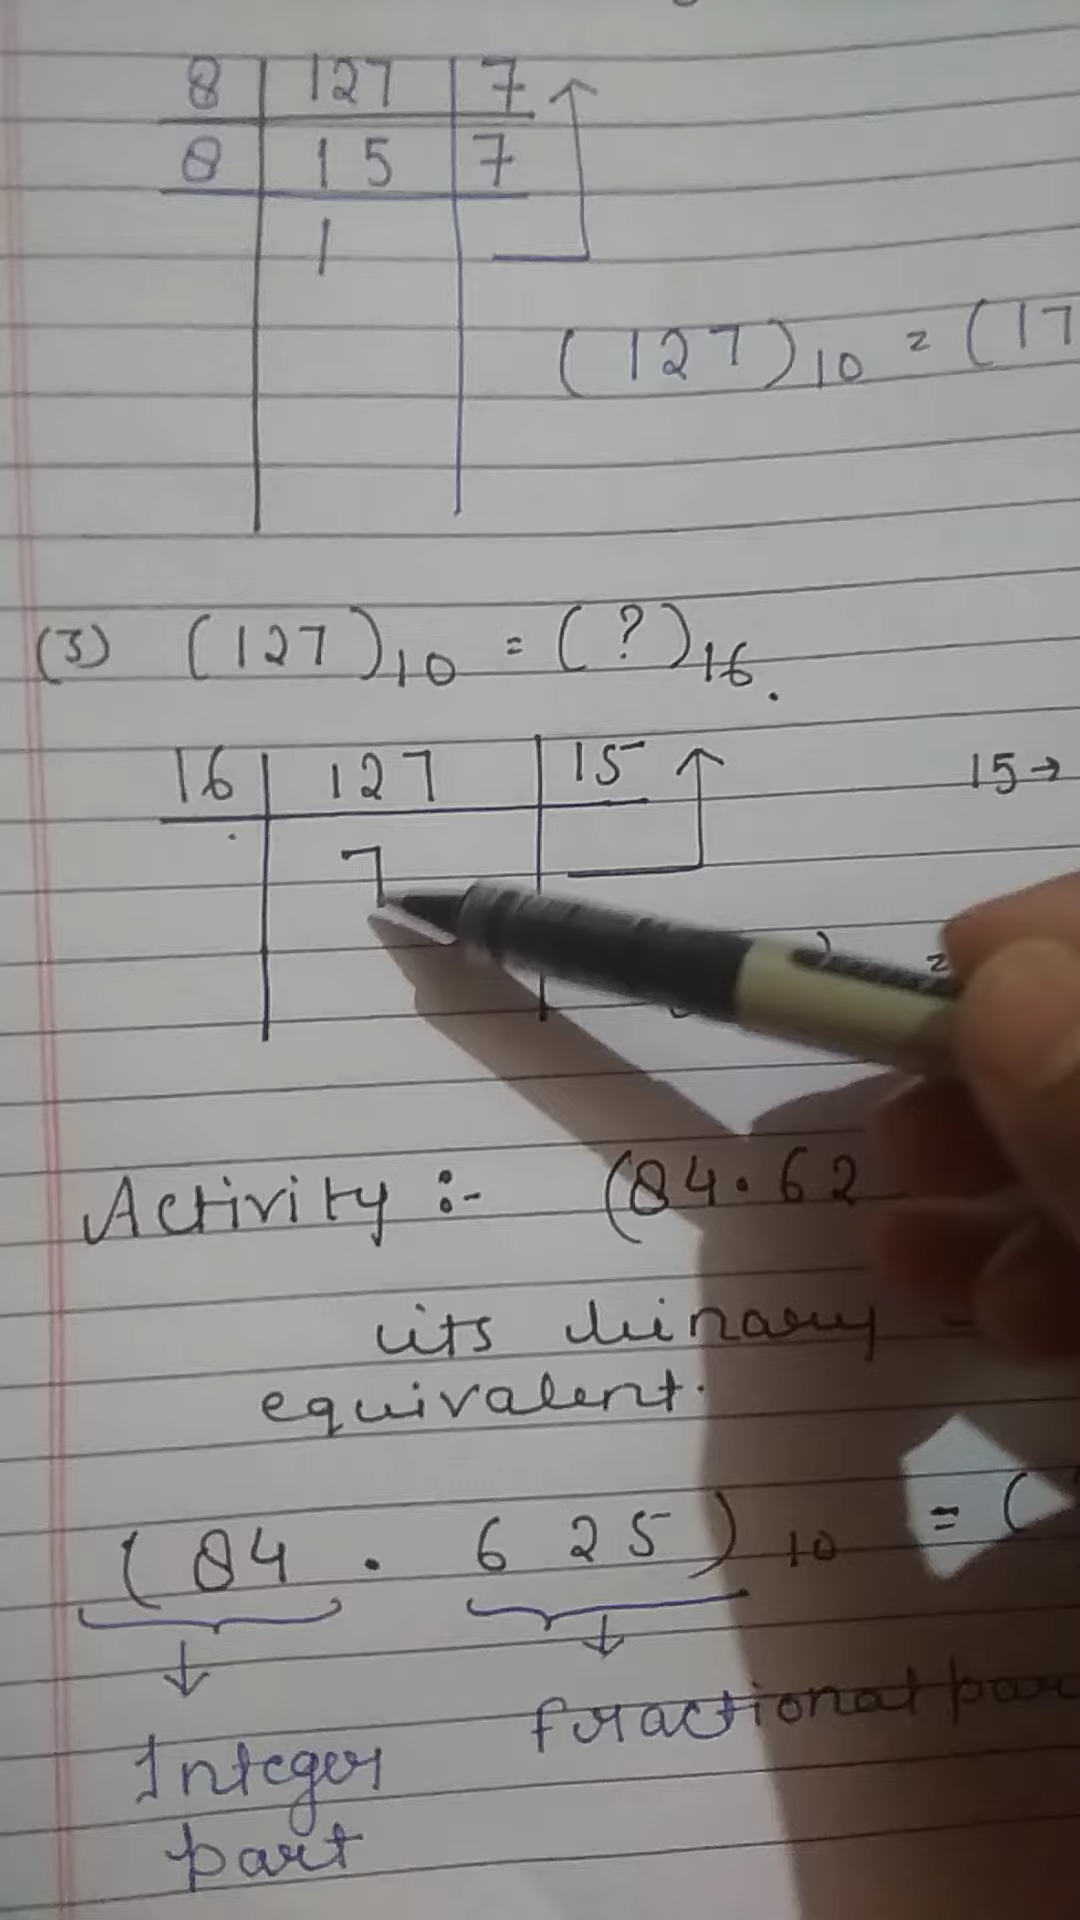 8 127 7
8 15 7
1
(127)10 = (17
(3) (127)10 = (?)16.
16 127 15
15 →
7
Activity :- (84.62
its binary -
equivalent.
(84 . 625)10 = (
Integer fractional par
part